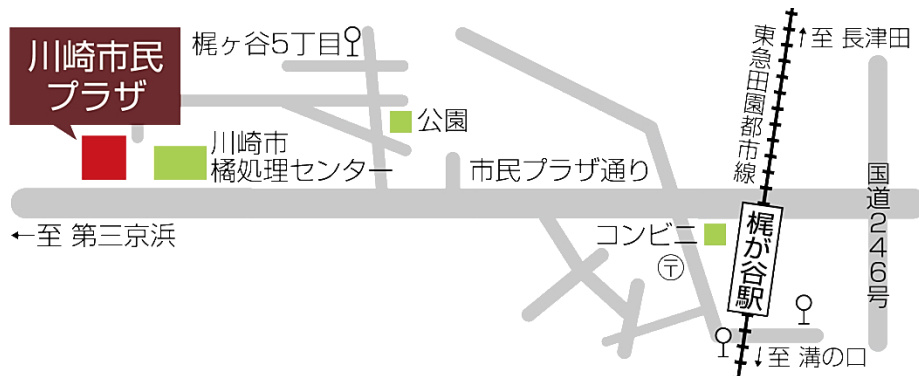 川崎市民
プラザ
梶ヶ谷5丁目
東急田園都市線
↑至 長津田
公園
川崎市
橘処理センター
市民プラザ通り
国道246号
←至 第三京浜
コンビニ
〒
梶が谷駅
↓至 溝の口